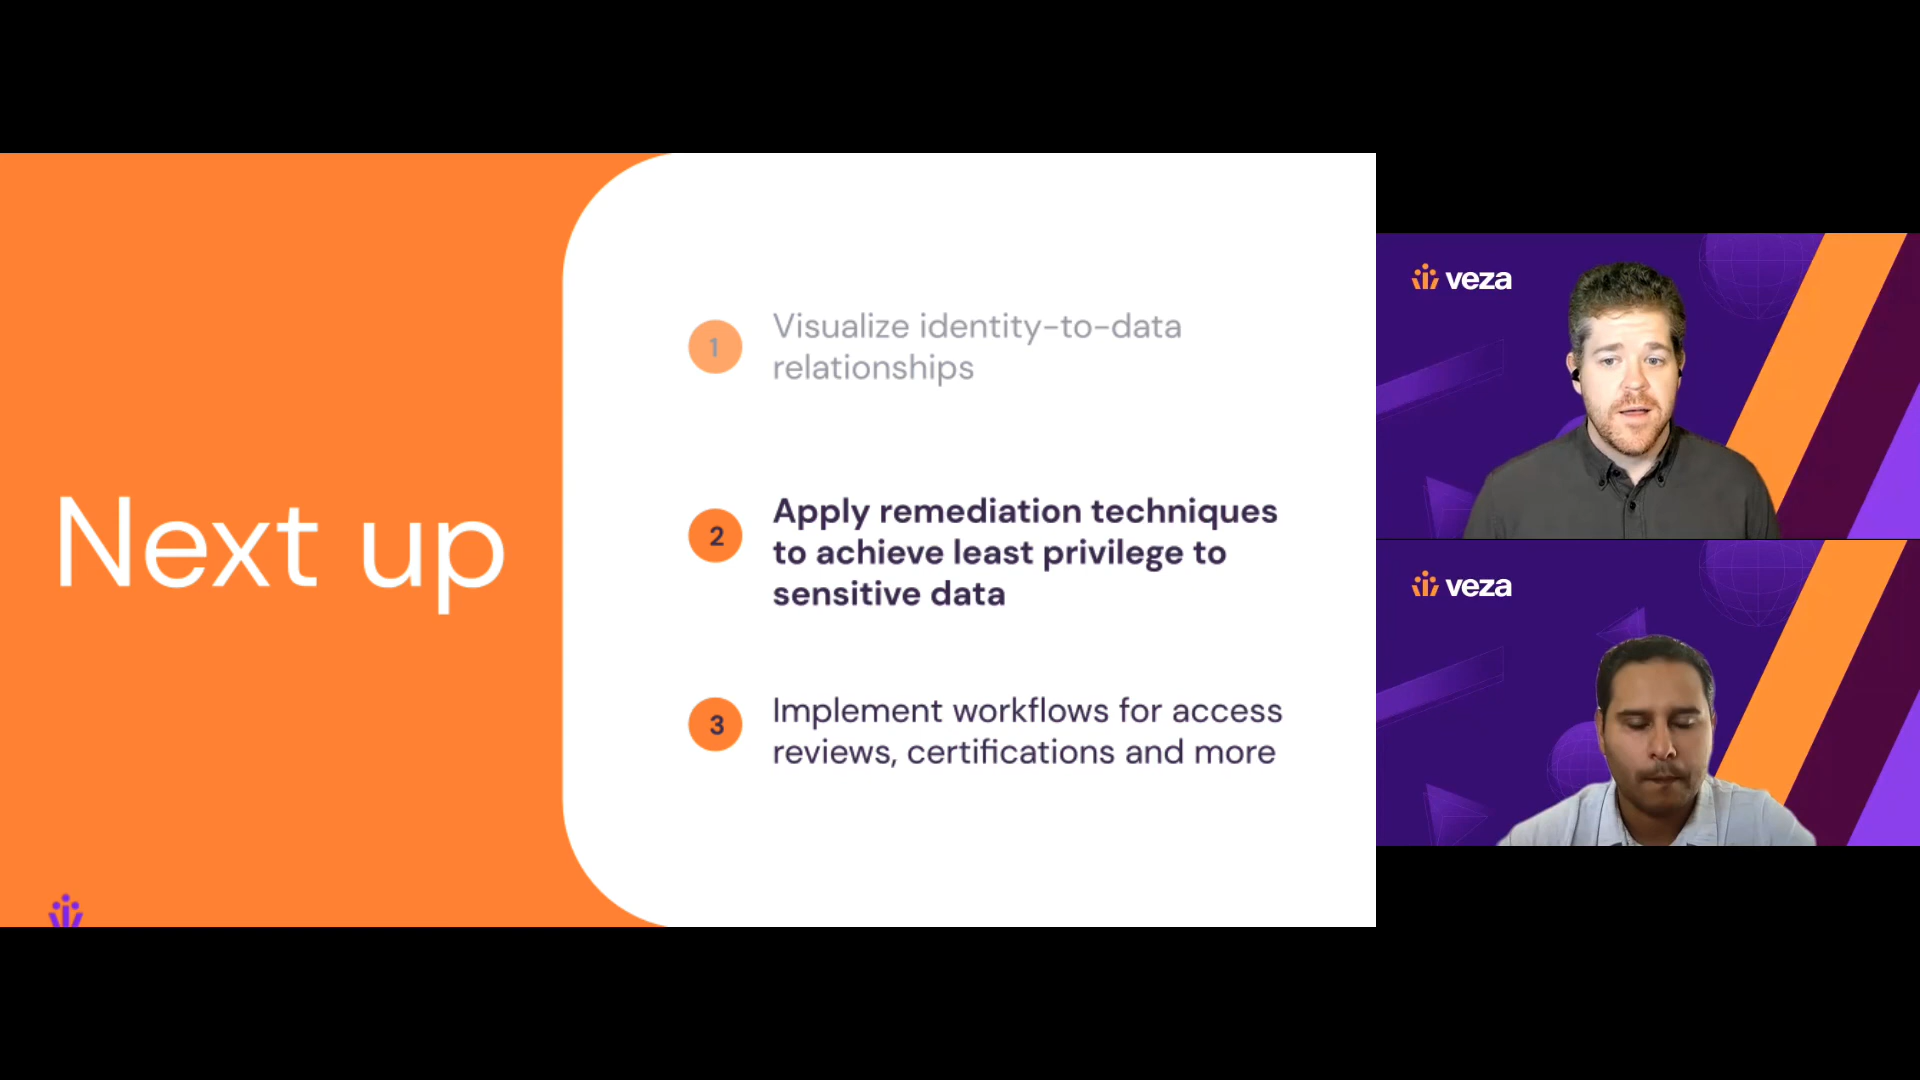 Next up
1
Visualize identity-to-data
relationships
2
Apply remediation techniques
to achieve least privilege to
sensitive data
3
Implement workflows for access
reviews, certifications and more
veza
veza